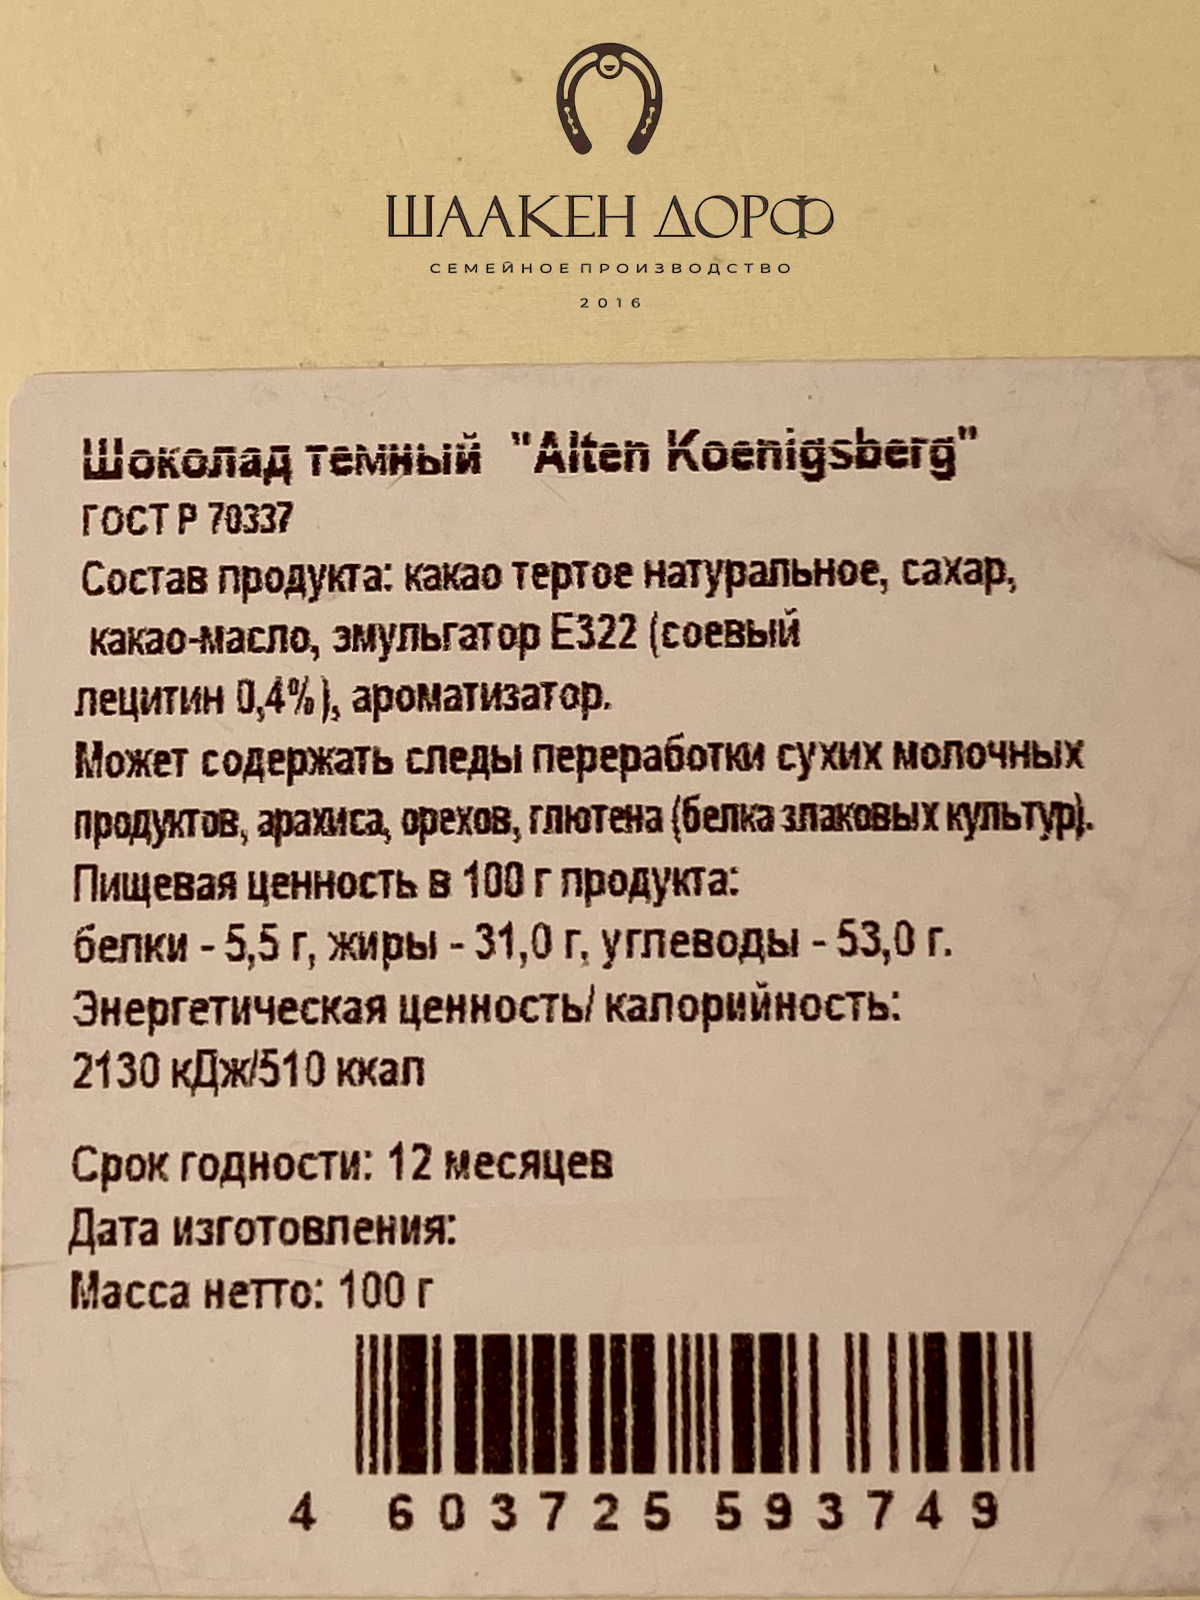 ШААКЕН ДОРФ
СЕМЕЙНОЕ ПРОИЗВОДСТВО
2016
Шоколад темный "Alten Koenigsberg"
ГОСТ Р 70337
Состав продукта: какао тертое натуральное, сахар,
какао-масло, эмульгатор Е322 (соевый
лецитин 0,4%), ароматизатор.
Может содержать следы переработки сухих молочных
продуктов, арахиса, орехов, глютена (белка злаковых культур).
Пищевая ценность в 100 г продукта:
белки - 5,5 г, жиры - 31,0 г, углеводы - 53,0 г.
Энергетическая ценность/ калорийность:
2130 кДж/510 ккал
Срок годности: 12 месяцев
Дата изготовления:
Масса нетто: 100 г
4 603725 593749